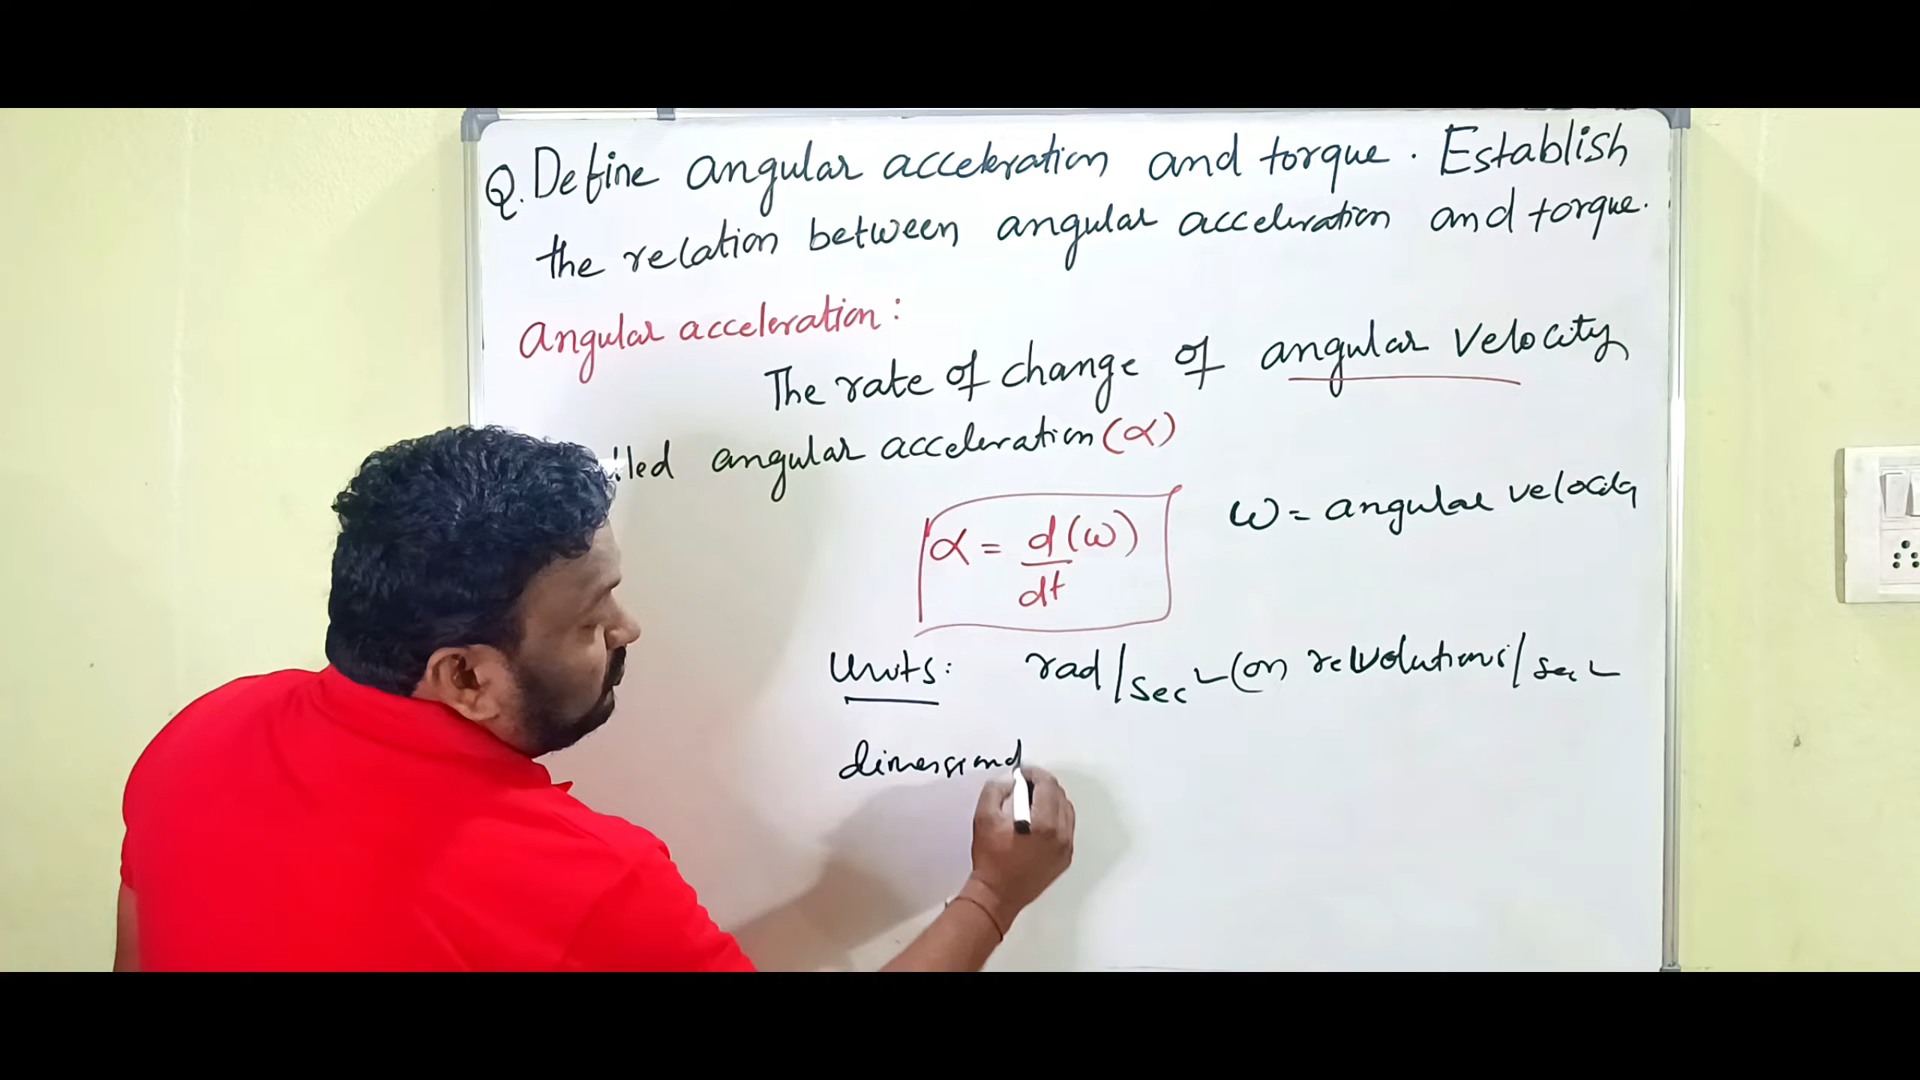 Q. Define angular acceleration and torque. Establish
the relation between angular acceleration and torque.
Angular acceleration:
The rate of change of angular velocity
lled angular acceleration (α)
α = d(ω)/dt
ω = angular velocity
Units: rad/sec² (or) revolutions/sec²
dimensional